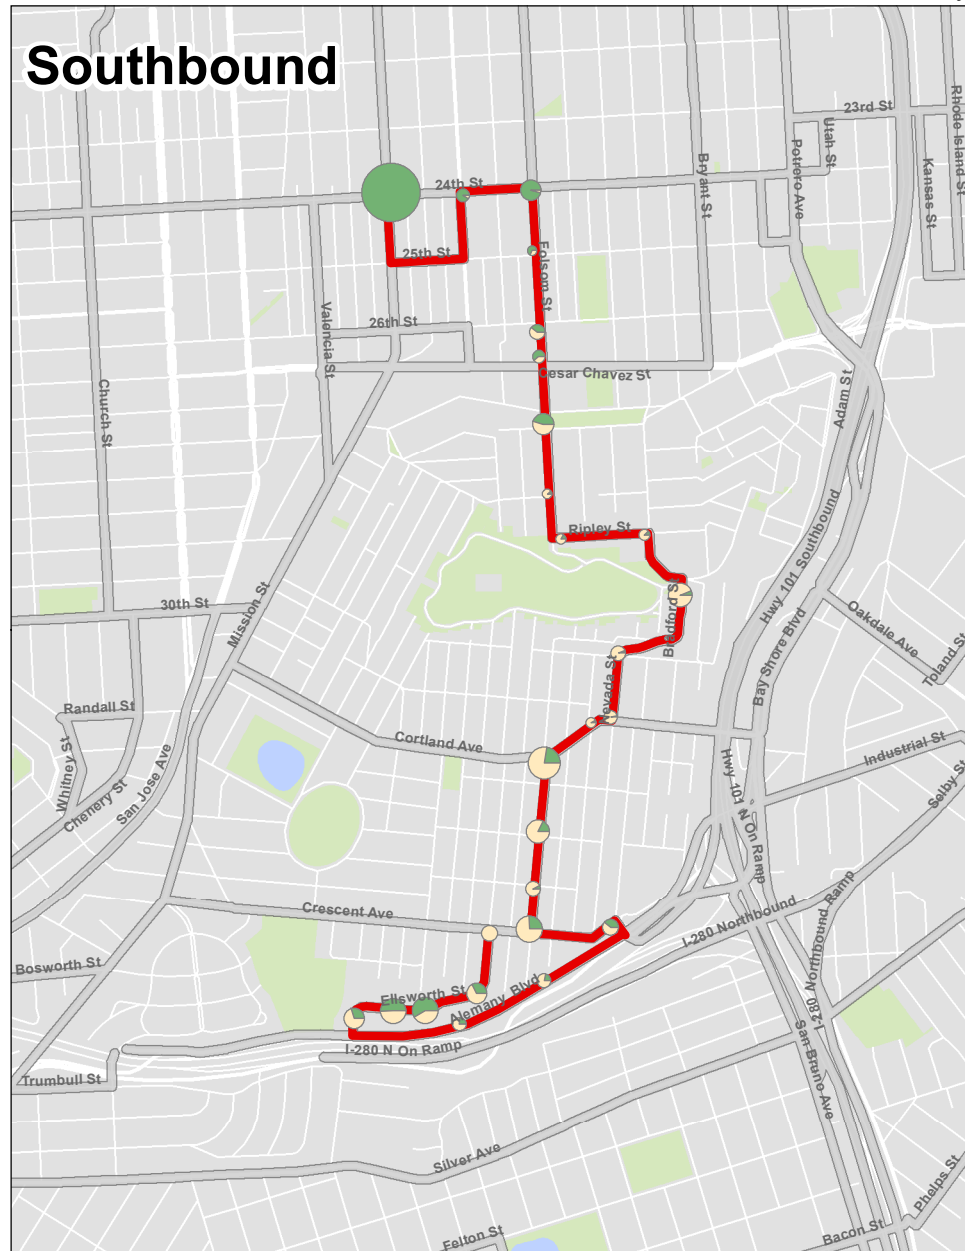 Southbound
23rd St
Rhode Island St
Utah St
Potrero Ave
Bryant St
Kansas St
24th St
25th St
Folsom St
26th St
Valencia St
Cesar Chavez St
Church St
Adam St
Ripley St
Hwy 101 Southbound
30th St
Mission St
Bradford St
Oakdale Ave
Toland St
Bay Shore Blvd
Nevada St
Randall St
Cortland Ave
Industrial St
Whitney St
San Jose Ave
Chenery St
Hwy 101 N On Ramp
Selby St
Crescent Ave
I-280 Northbound
I-280 Northbound Ramp
Bosworth St
Ellsworth St
Alemany Blvd
I-280 N On Ramp
San Bruno Ave
Trumbull St
Silver Ave
Phelps St
Felton St
Bacon St